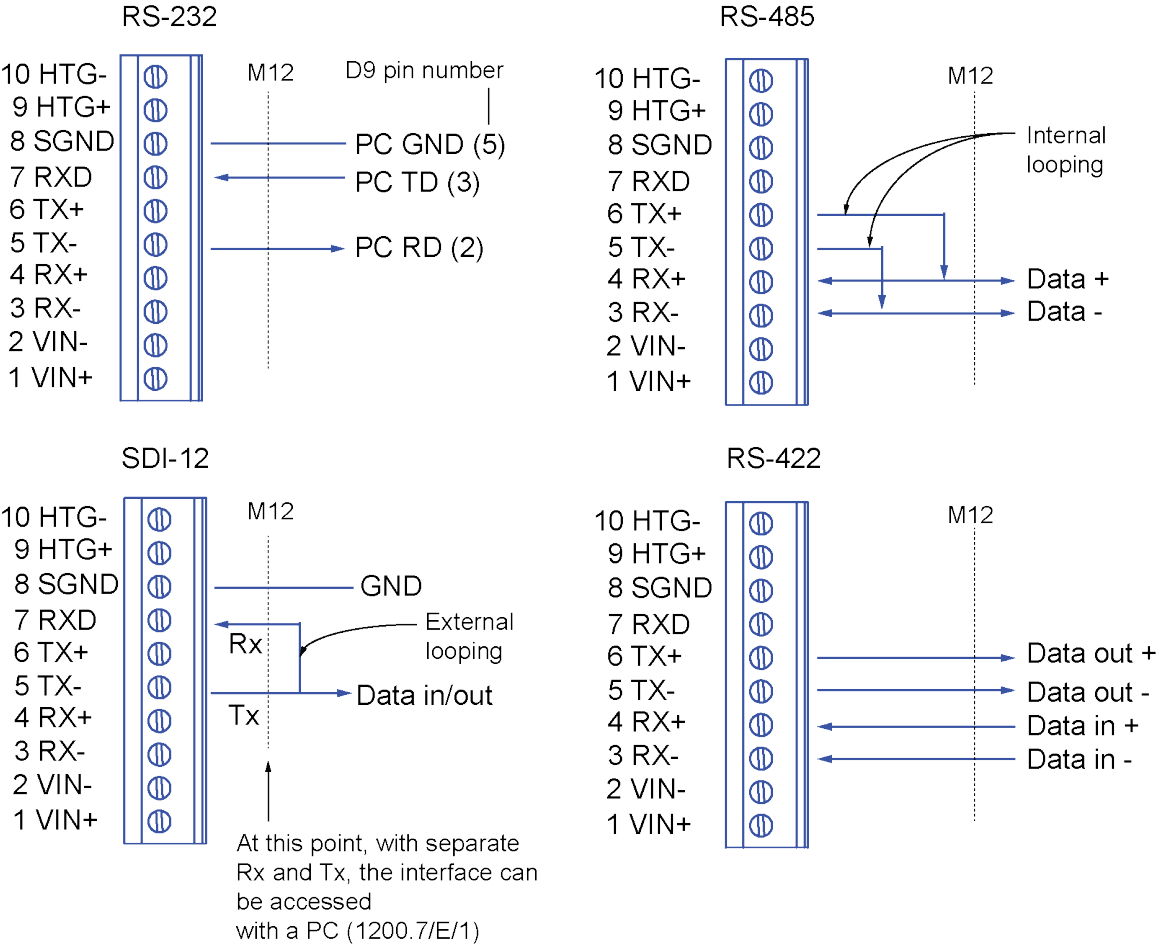 RS-232
10 HTG-
9 HTG+
8 SGND
7 RXD
6 TX+
5 TX-
4 RX+
3 RX-
2 VIN-
1 VIN+
M12
D9 pin number
PC GND (5)
PC TD (3)
PC RD (2)
RS-485
10 HTG-
9 HTG+
8 SGND
7 RXD
6 TX+
5 TX-
4 RX+
3 RX-
2 VIN-
1 VIN+
M12
Internal
looping
Data +
Data -
SDI-12
10 HTG-
9 HTG+
8 SGND
7 RXD
6 TX+
5 TX-
4 RX+
3 RX-
2 VIN-
1 VIN+
M12
GND
Rx
External
looping
Data in/out
Tx
At this point, with separate
Rx and Tx, the interface can
be accessed
with a PC (1200.7/E/1)
RS-422
10 HTG-
9 HTG+
8 SGND
7 RXD
6 TX+
5 TX-
4 RX+
3 RX-
2 VIN-
1 VIN+
M12
Data out +
Data out -
Data in +
Data in -